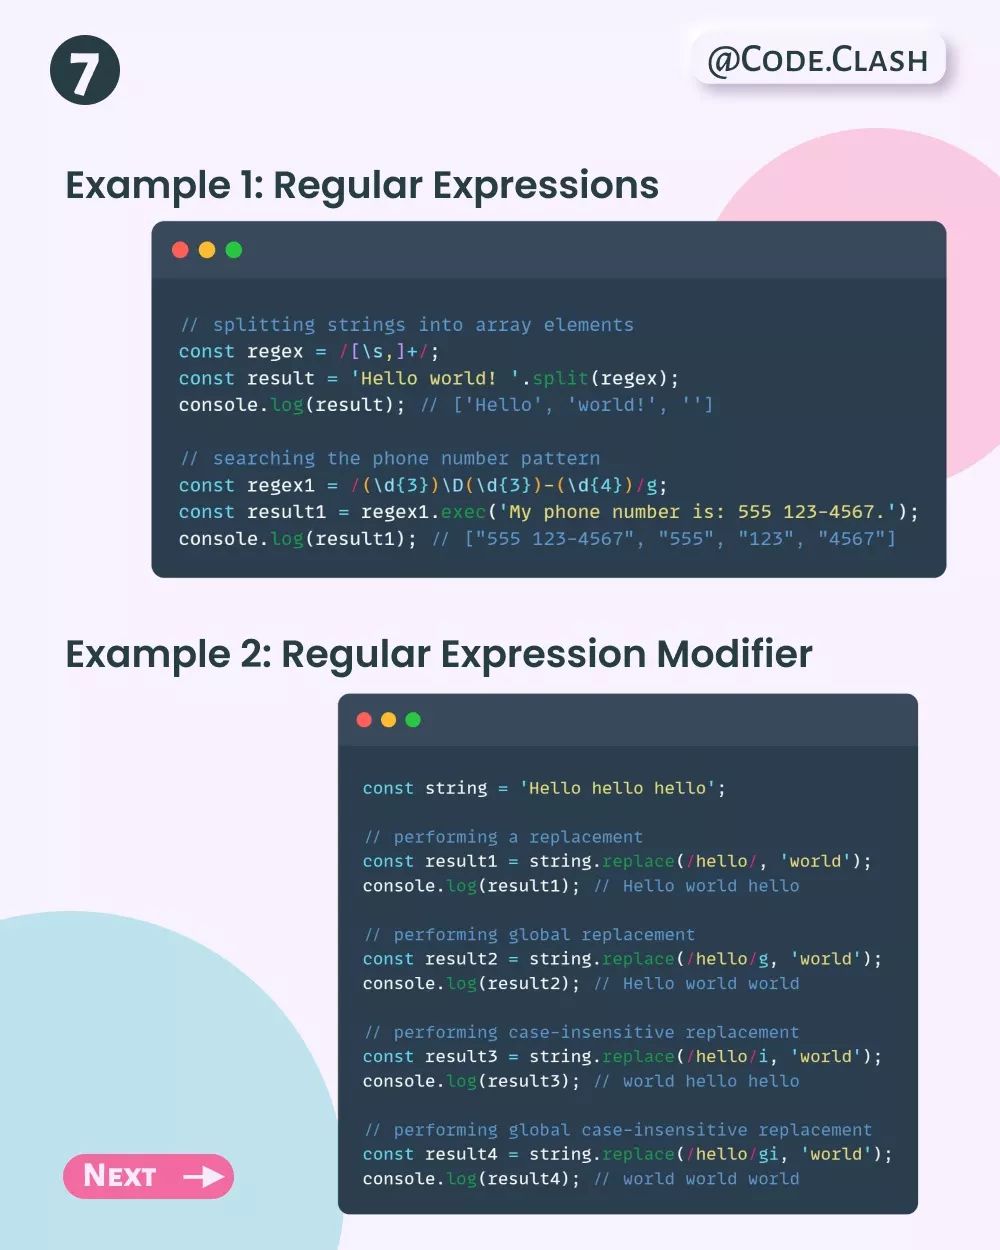 7
@Code.Clash
Example 1: Regular Expressions
// splitting strings into array elements
const regex = /[\s,]+/;
const result = 'Hello world! '.split(regex);
console.log(result); // ['Hello', 'world!', '']
// searching the phone number pattern
const regex1 = /(\d{3})\D(\d{3})-(\d{4})/g;
const result1 = regex1.exec('My phone number is: 555 123-4567.');
console.log(result1); // ["555 123-4567", "555", "123", "4567"]
Example 2: Regular Expression Modifier
const string = 'Hello hello hello';
// performing a replacement
const result1 = string.replace(/hello/, 'world');
console.log(result1); // Hello world hello
// performing global replacement
const result2 = string.replace(/hello/g, 'world');
console.log(result2); // Hello world world
// performing case-insensitive replacement
const result3 = string.replace(/hello/i, 'world');
console.log(result3); // world hello hello
// performing global case-insensitive replacement
const result4 = string.replace(/hello/gi, 'world');
console.log(result4); // world world world
Next